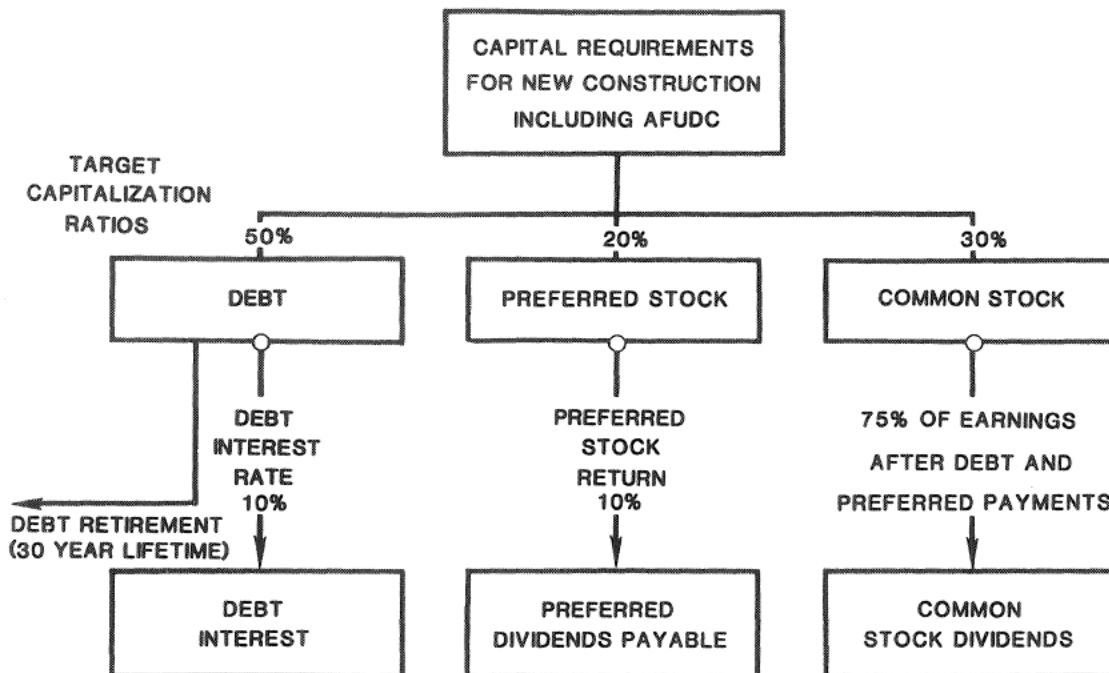 CAPITAL REQUIREMENTS
FOR NEW CONSTRUCTION
INCLUDING AFUDC
TARGET
CAPITALIZATION
RATIOS
50%
20%
30%
DEBT
PREFERRED STOCK
COMMON STOCK
DEBT
INTEREST
RATE
10%
PREFERRED
STOCK
RETURN
10%
75% OF EARNINGS
AFTER DEBT AND
PREFERRED PAYMENTS
DEBT RETIREMENT
(30 YEAR LIFETIME)
DEBT
INTEREST
PREFERRED
DIVIDENDS PAYABLE
COMMON
STOCK DIVIDENDS